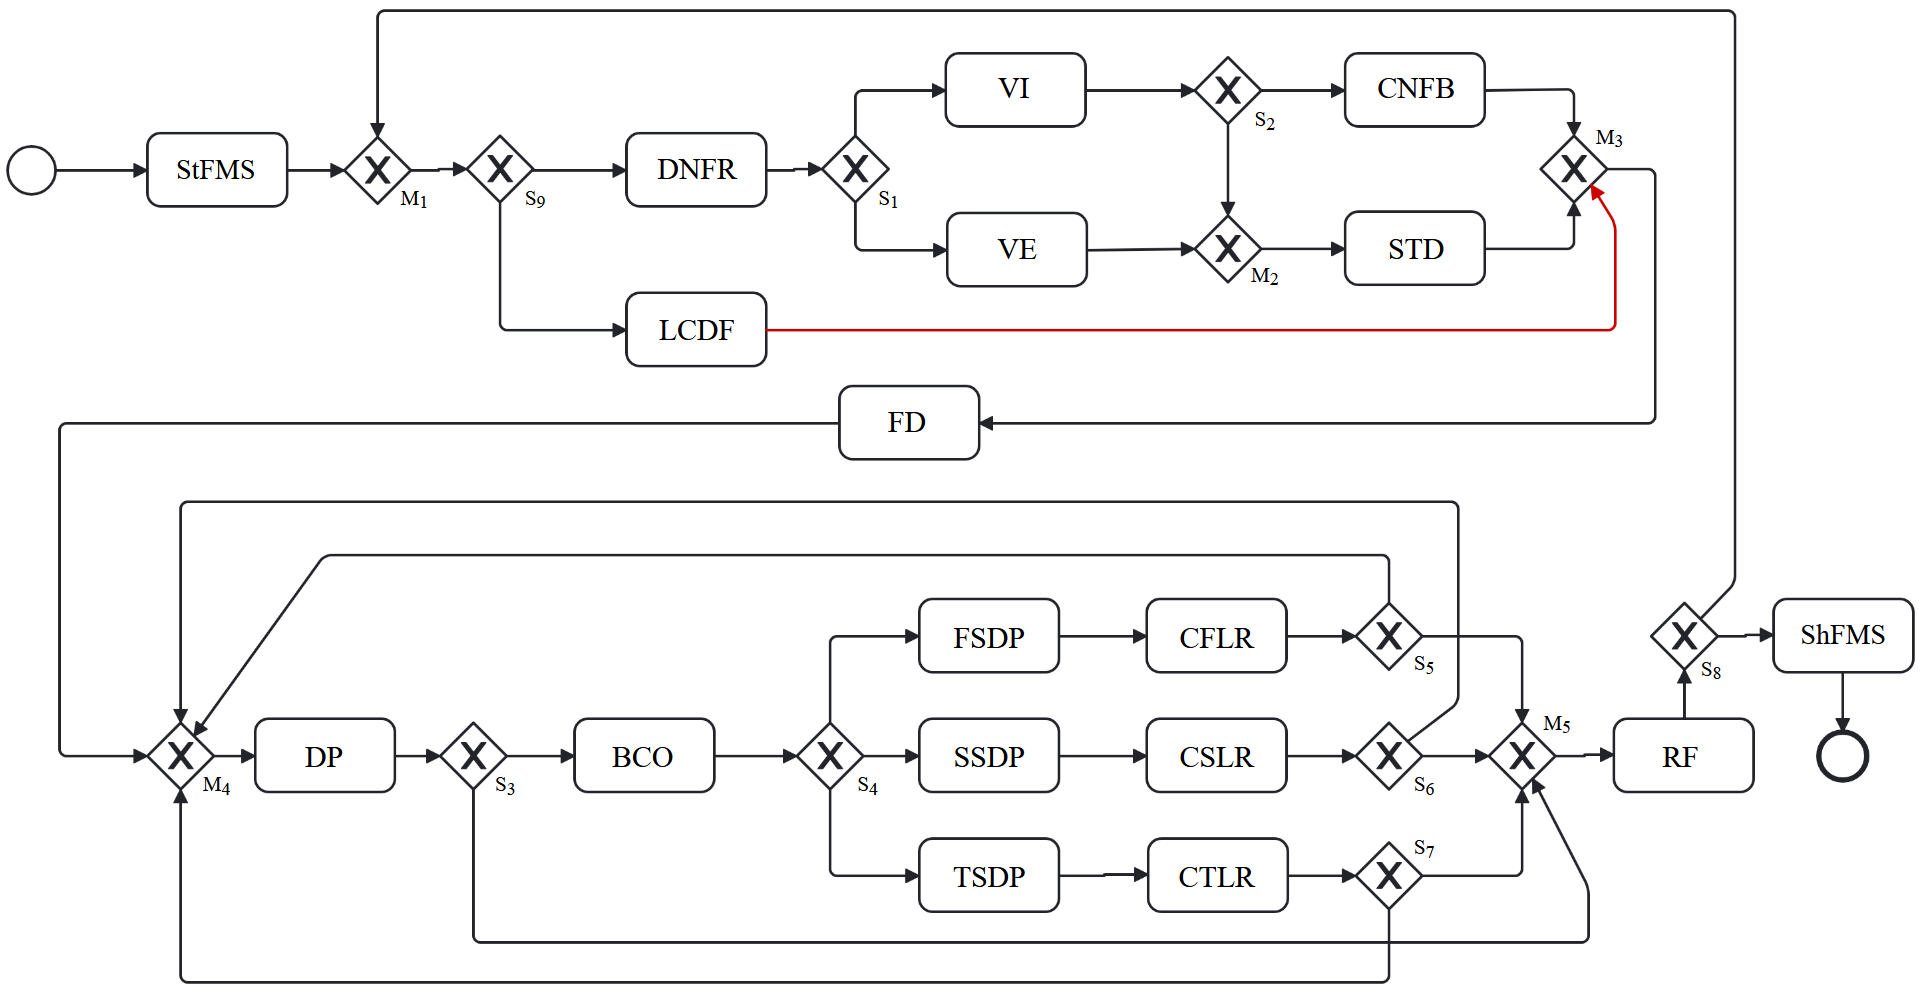 VI
CNFB
S2
M3
StFMS
DNFR
M1
S9
S1
VE
STD
M2
LCDF
FD
FSDP
CFLR
ShFMS
S5
S8
M5
DP
BCO
SSDP
CSLR
RF
M4
S3
S4
S6
S7
TSDP
CTLR